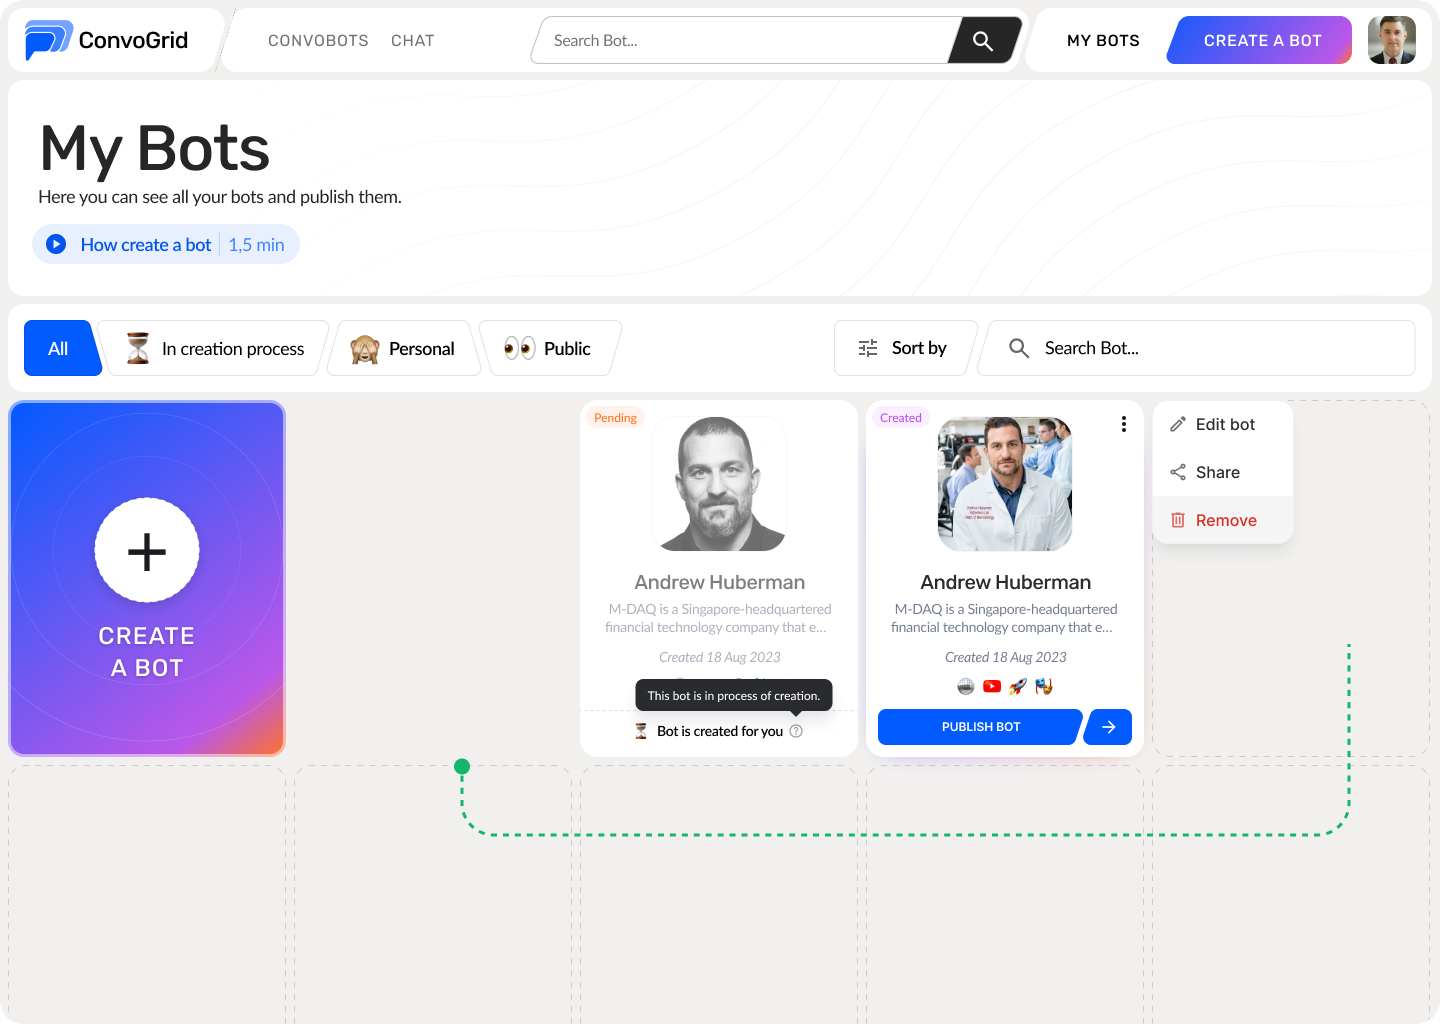 ConvoGrid
CONVOBOTS CHAT
Search Bot...
MY BOTS
CREATE A BOT
My Bots
Here you can see all your bots and publish them.
How create a bot 1,5 min
All
In creation process
Personal
Public
Sort by
Search Bot...
CREATE
A BOT
Pending
Andrew Huberman
M-DAQ is a Singapore-headquartered
financial technology company that e...
Created 18 Aug 2023
This bot is in process of creation.
Bot is created for you
Created
Andrew Huberman
M-DAQ is a Singapore-headquartered
financial technology company that e...
Created 18 Aug 2023
PUBLISH BOT
Edit bot
Share
Remove